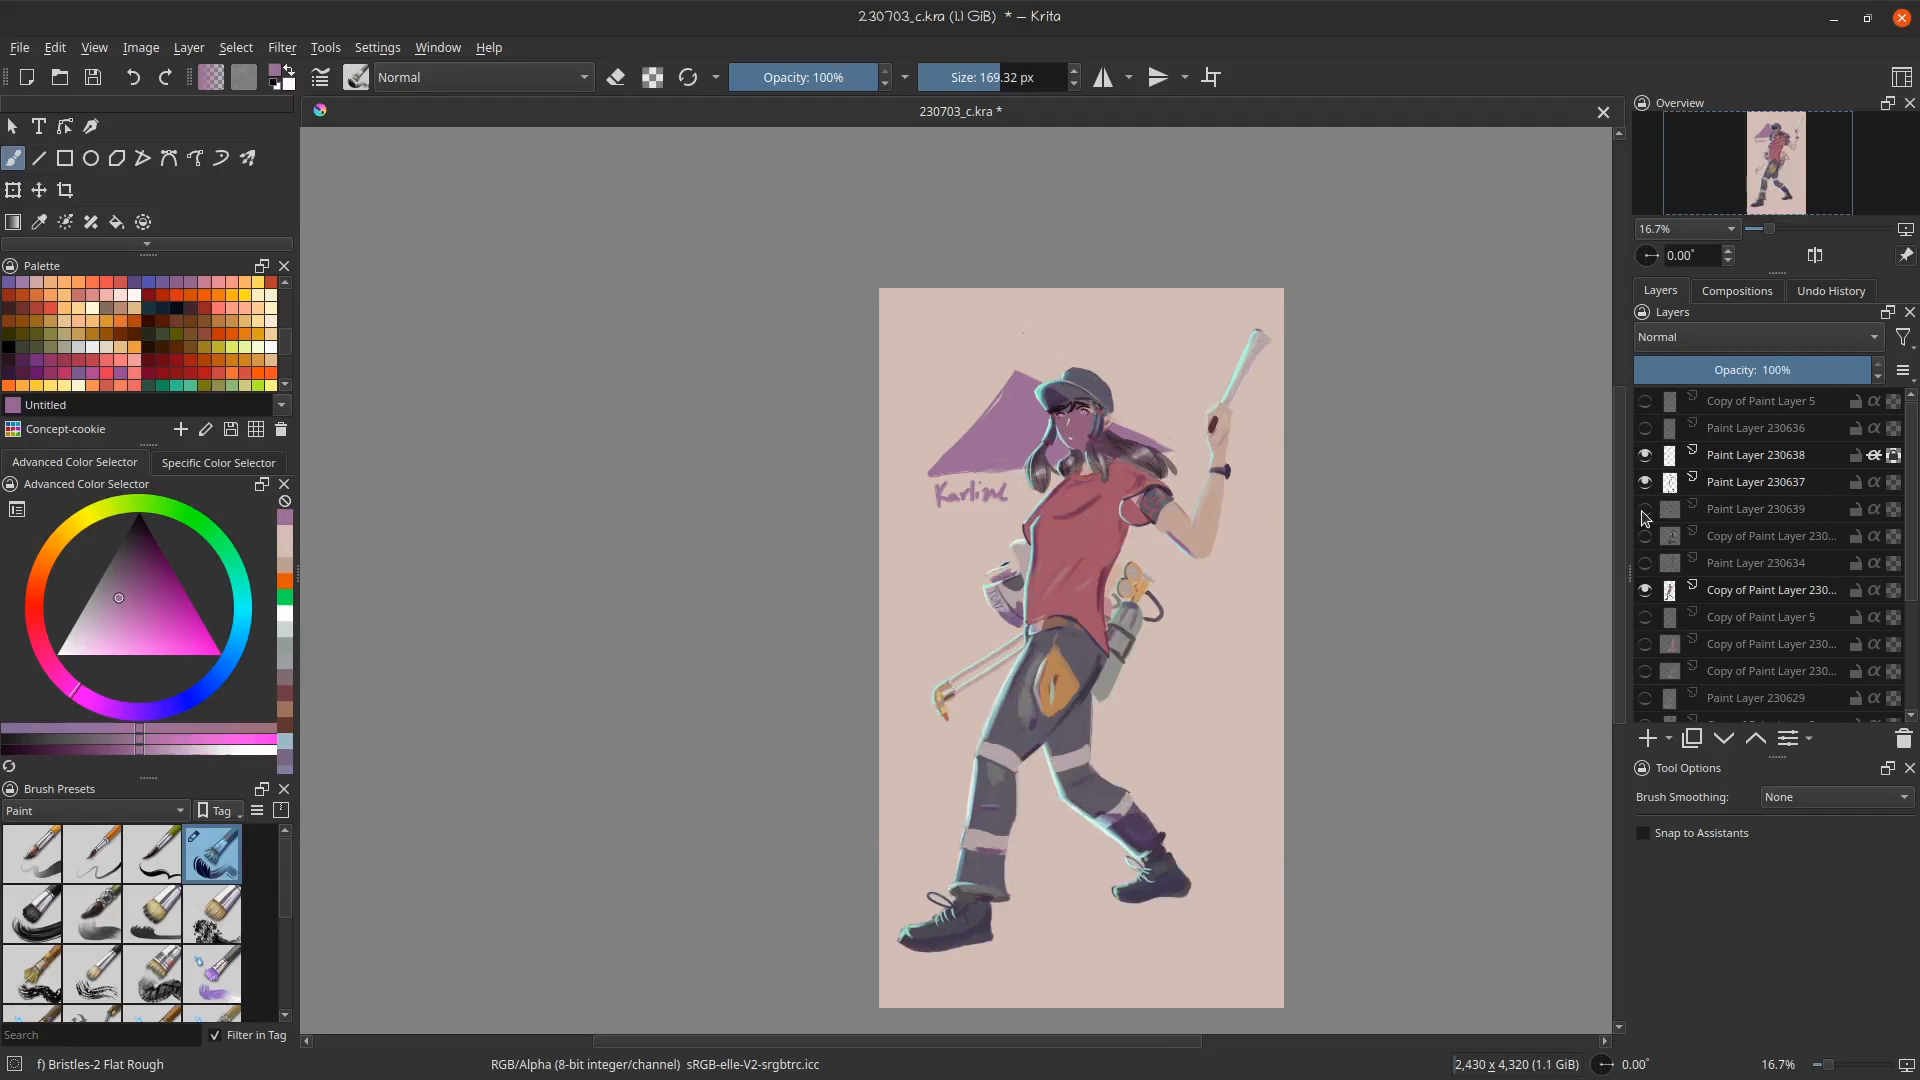 230703_c.kra (1.1 GiB) * — Krita
File Edit View Image Layer Select Filter Tools Settings Window Help
Normal
Opacity: 100%
Size: 169.32 px
230703_c.kra *
Overview
16.7%
0.00°
Palette
Untitled
Concept-cookie
Advanced Color Selector
Specific Color Selector
Advanced Color Selector
Brush Presets
Paint
Tag
Search
Filter in Tag
Karline
Layers Compositions Undo History
Layers
Normal
Opacity: 100%
Copy of Paint Layer 5
Paint Layer 230636
Paint Layer 230638
Paint Layer 230637
Paint Layer 230639
Copy of Paint Layer 230...
Paint Layer 230634
Copy of Paint Layer 230...
Copy of Paint Layer 5
Copy of Paint Layer 230...
Copy of Paint Layer 230...
Paint Layer 230629
Tool Options
Brush Smoothing: None
Snap to Assistants
f) Bristles-2 Flat Rough
RGB/Alpha (8-bit integer/channel) sRGB-elle-V2-srgbtrc.icc
2,430 x 4,320 (1.1 GiB)
0.00°
16.7%